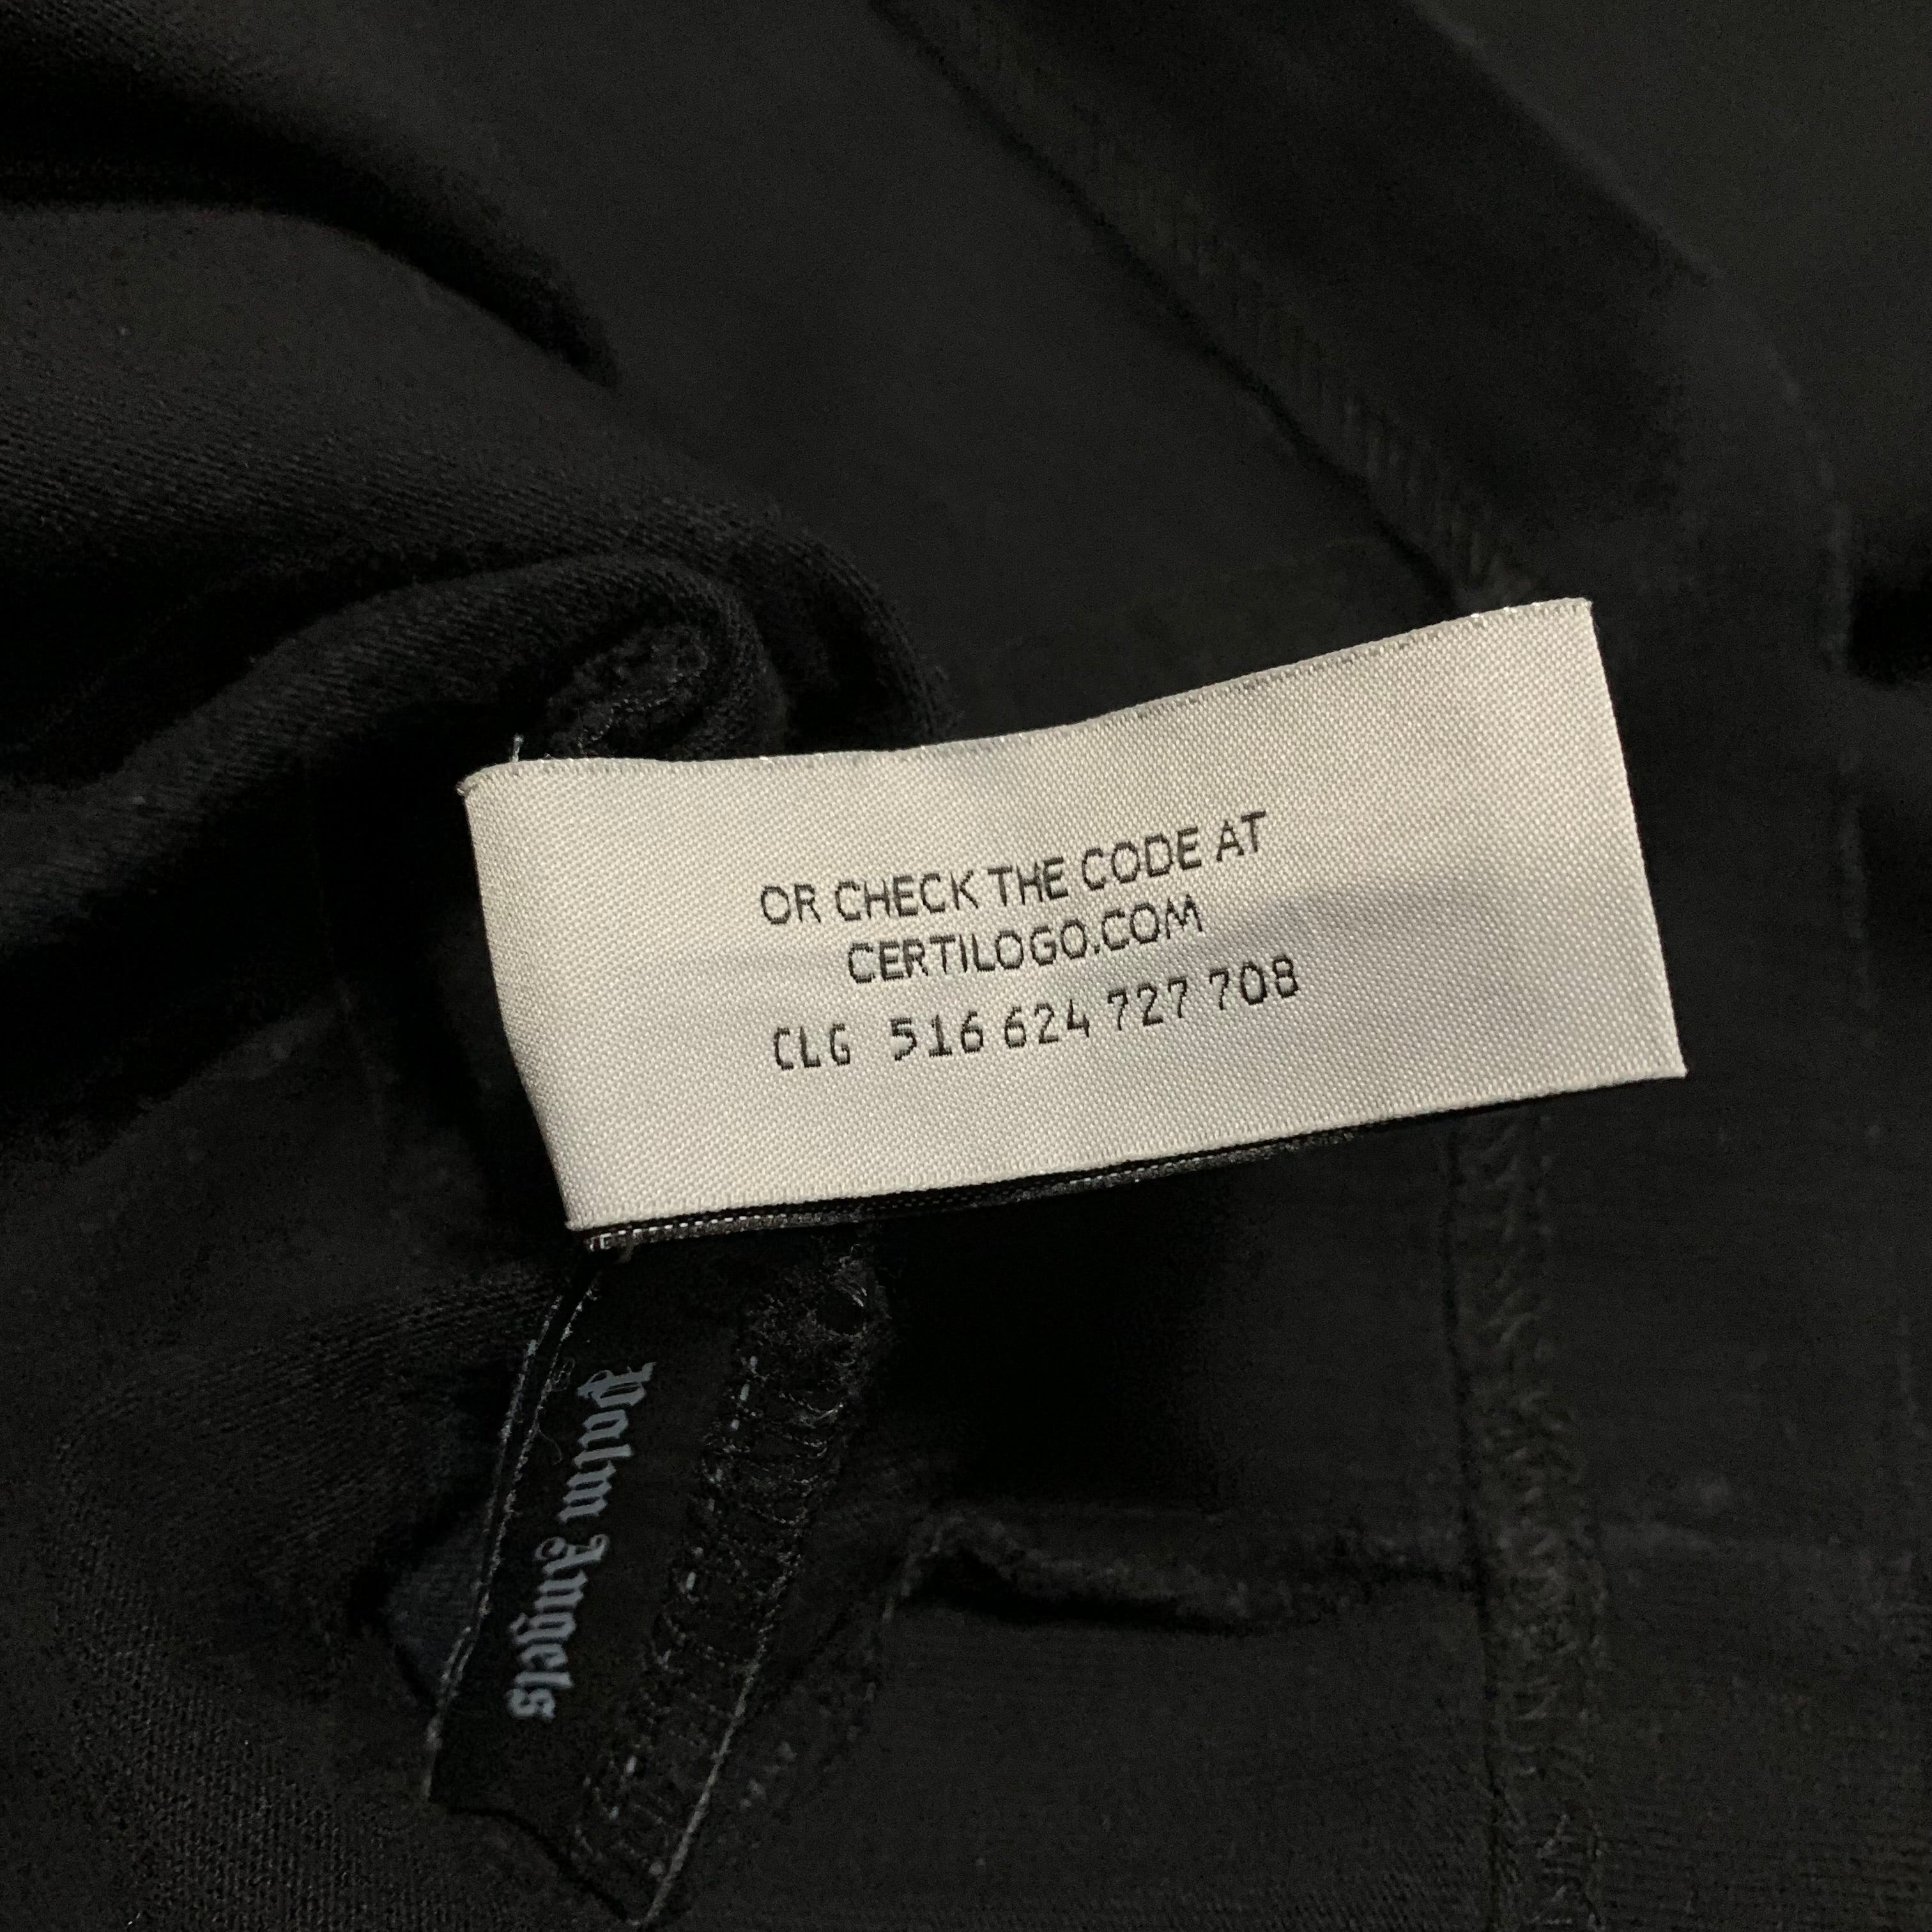 OR CHECK THE CODE AT
CERTILOGO.COM
CLG 516 624 727 708
Palm Angels